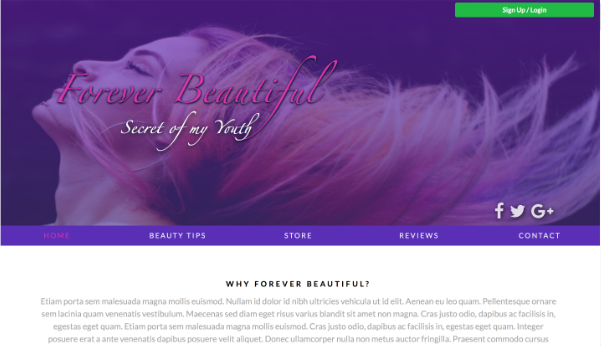 Sign Up / Login
Forever Beautiful
Secret of my Youth
HOME BEAUTY TIPS STORE REVIEWS CONTACT
WHY FOREVER BEAUTIFUL?
Etiam porta sem malesuada magna mollis euismod. Nullam id dolor id nibh ultricies vehicula ut id elit. Aenean eu leo quam. Pellentesque ornare
sem lacinia quam venenatis vestibulum. Maecenas sed diam eget risus varius blandit sit amet non magna. Cras justo odio, dapibus ac facilisis in,
egestas eget quam. Etiam porta sem malesuada magna mollis euismod. Cras justo odio, dapibus ac facilisis in, egestas eget quam. Integer
posuere erat a ante venenatis dapibus posuere velit aliquet. Donec ullamcorper nulla non metus auctor fringilla. Praesent commodo cursus